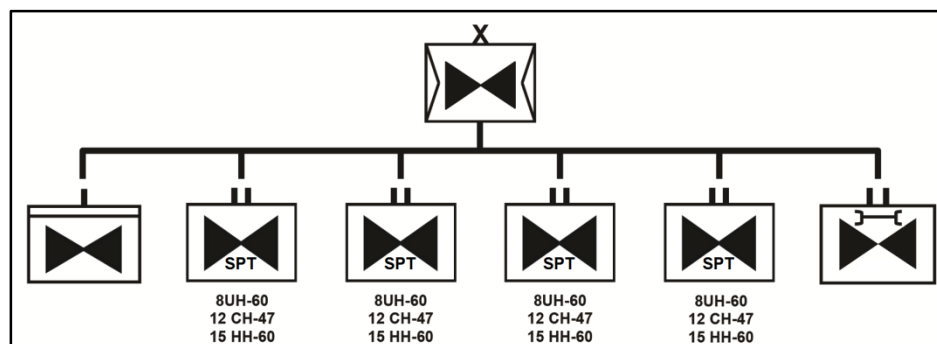 X
SPT SPT SPT SPT
8UH-60 8UH-60 8UH-60 8UH-60
12 CH-47 12 CH-47 12 CH-47 12 CH-47
15 HH-60 15 HH-60 15 HH-60 15 HH-60